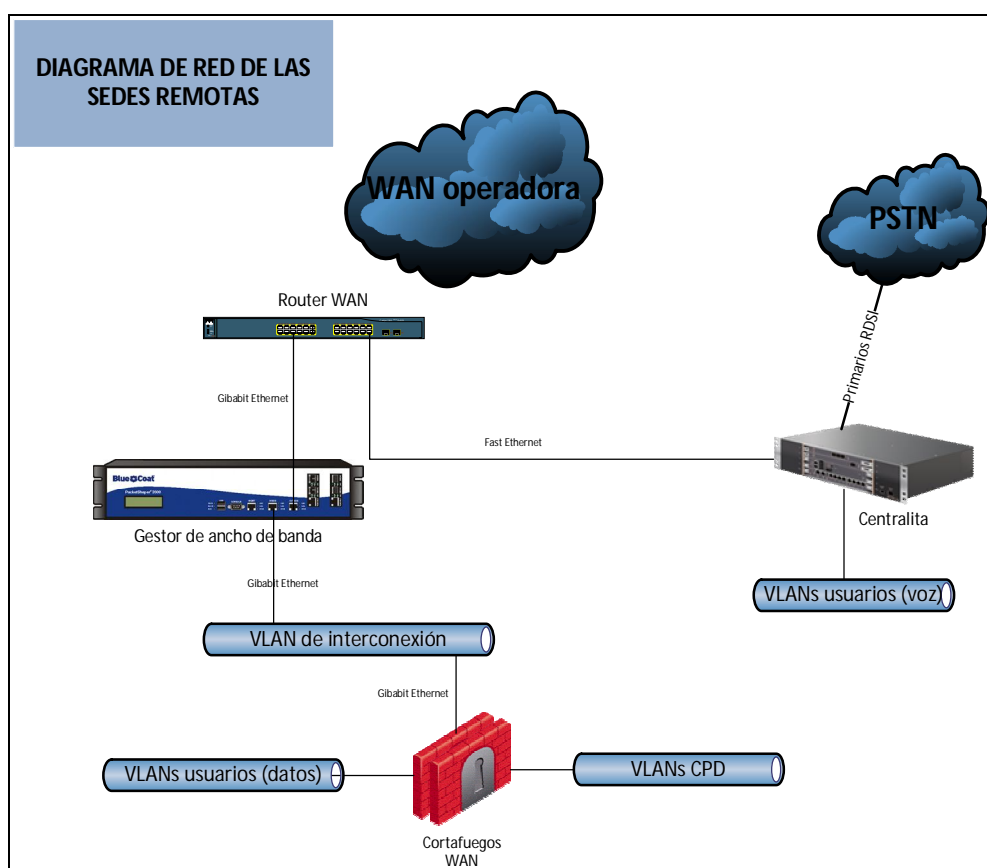 DIAGRAMA DE RED DE LAS
SEDES REMOTAS
WAN operadora
PSTN
Router WAN
Primarios RDSI
Gibabit Ethernet
Fast Ethernet
BlueCoat
PacketShaper
Centralita
Gestor de ancho de banda
Gibabit Ethernet
VLANs usuarios (voz)
VLAN de interconexión
Gibabit Ethernet
VLANs usuarios (datos)
VLANs CPD
Cortafuegos
WAN